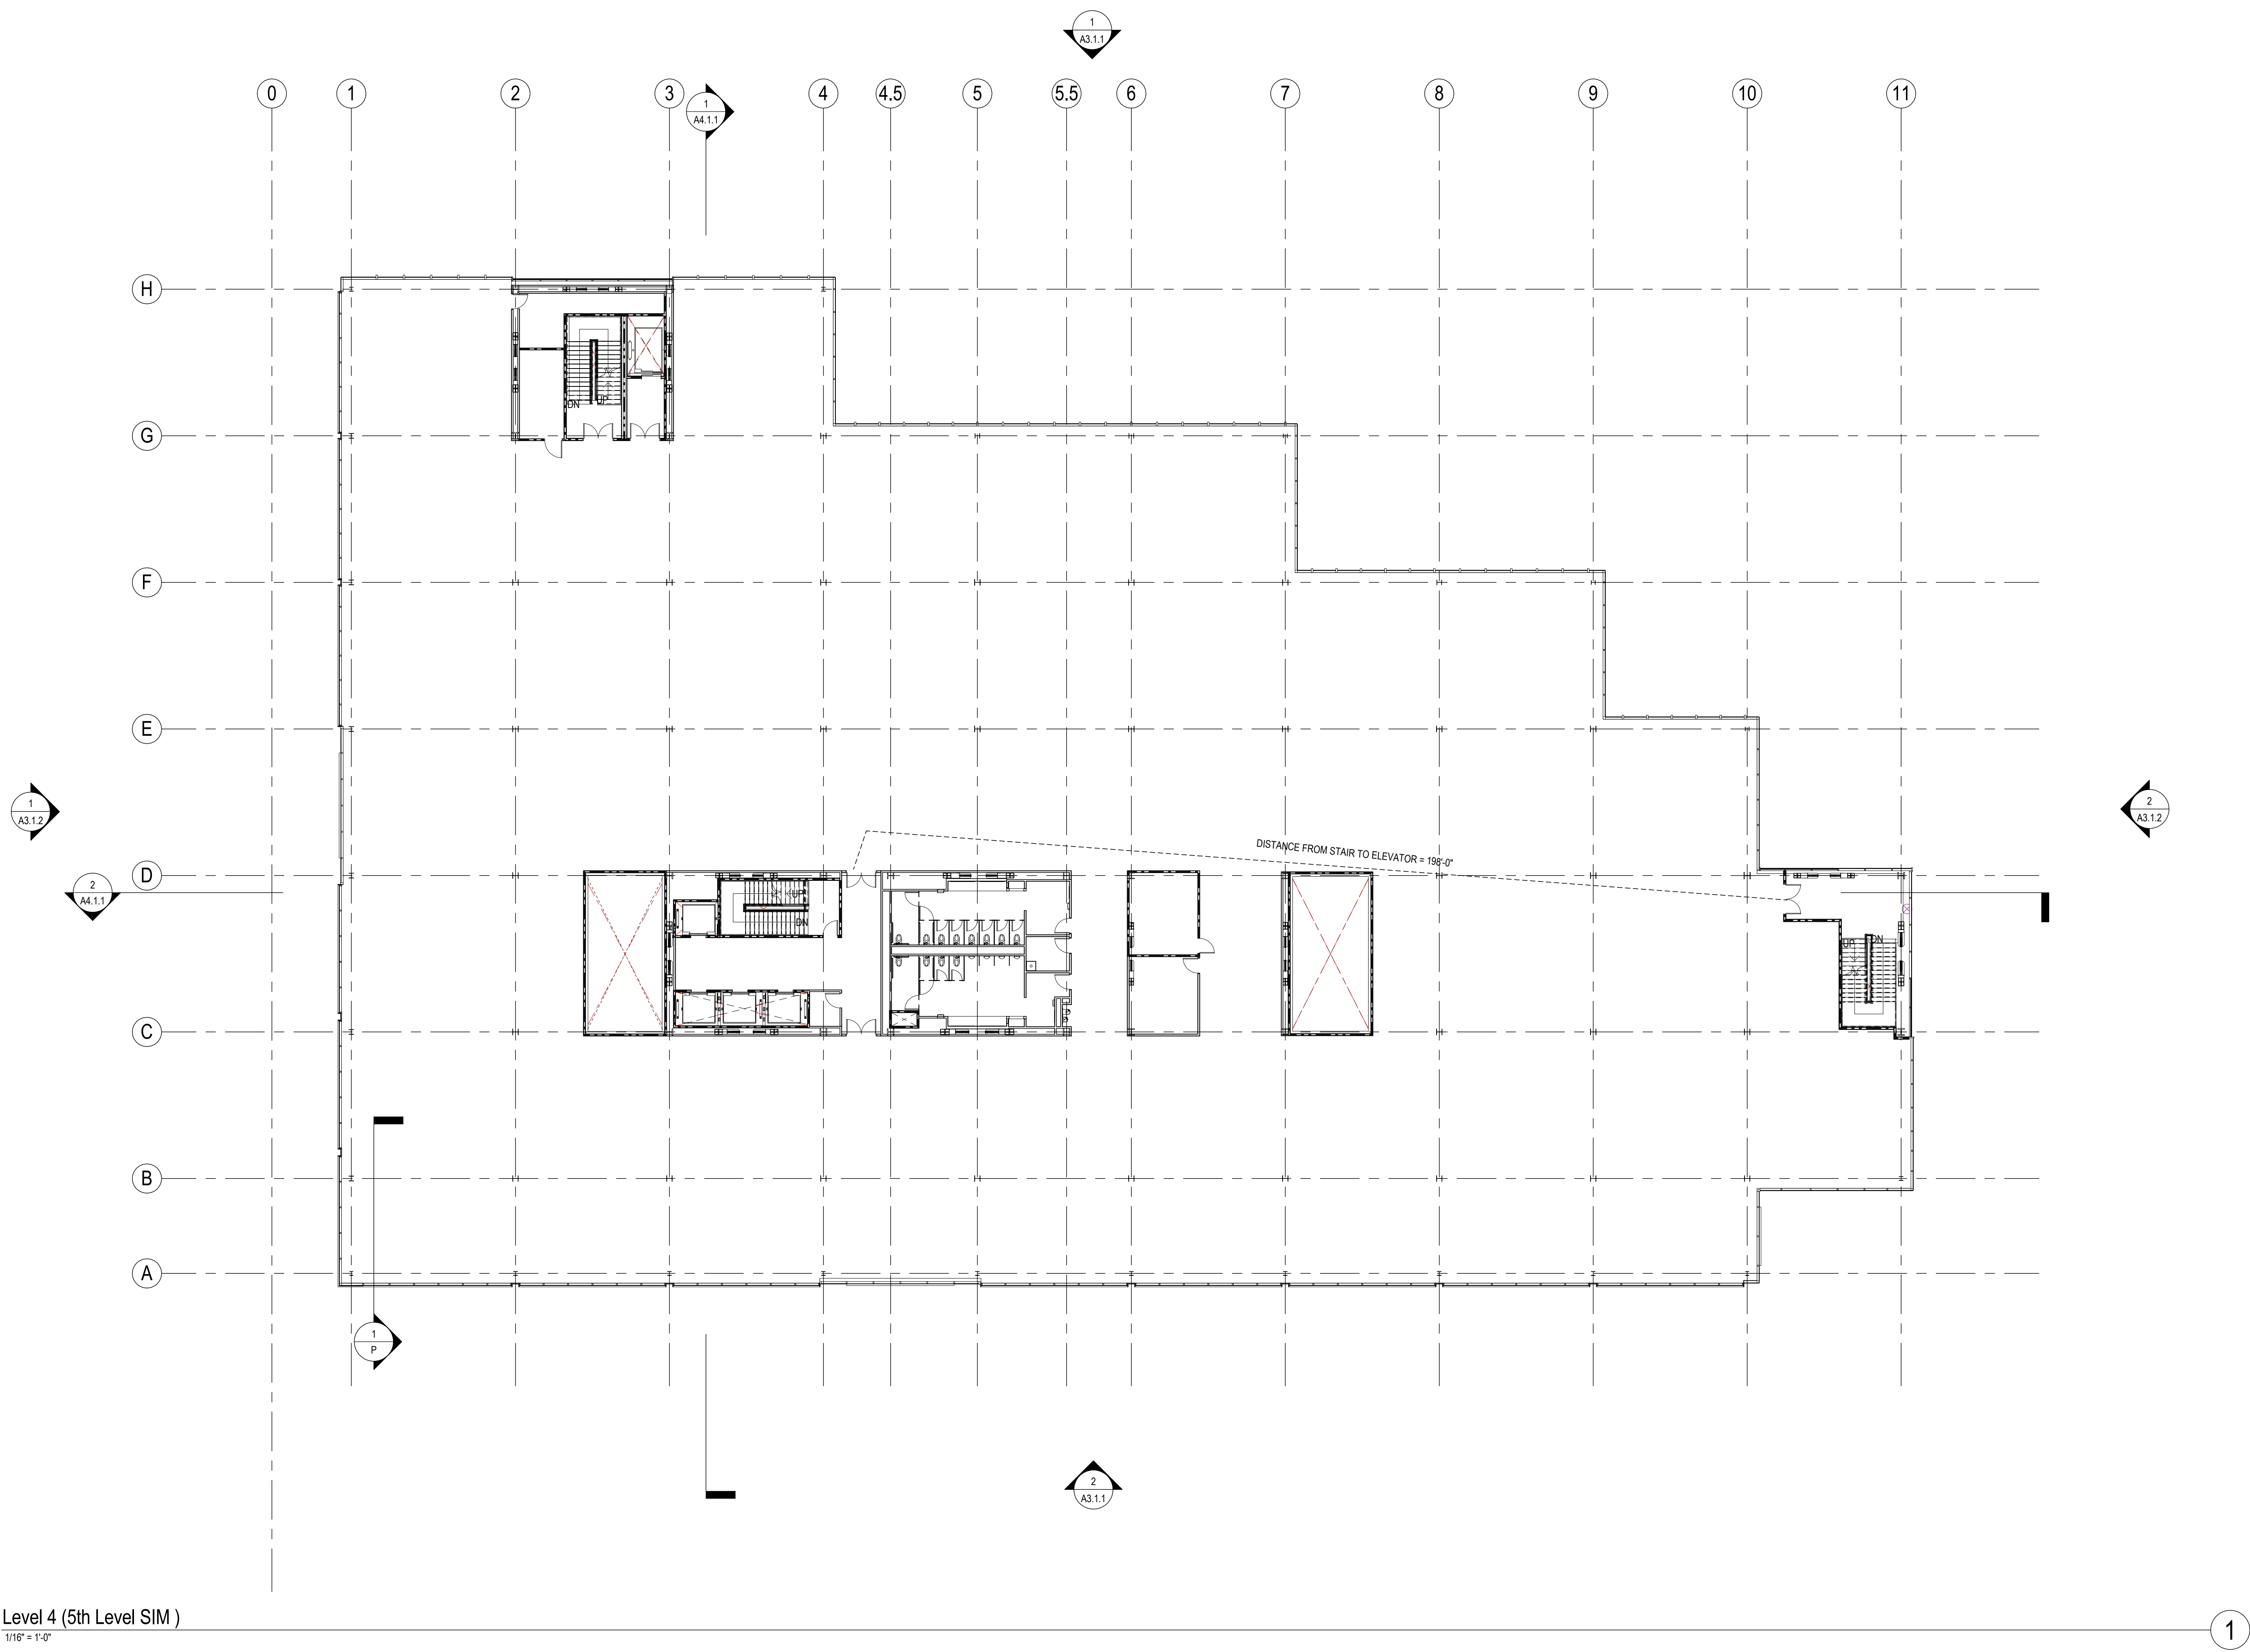 1
A3.1.1
0 1 2 3 4 4.5 5 5.5 6 7 8 9 10 11
1
A4.1.1
H
DN UP
G
F
E
1
A3.1.2
2
A3.1.2
DISTANCE FROM STAIR TO ELEVATOR = 198'-0"
D
2
A4.1.1
UP
DN
UP DN
C
B
A
1
P
2
A3.1.1
Level 4 (5th Level SIM )
1/16" = 1'-0"
1